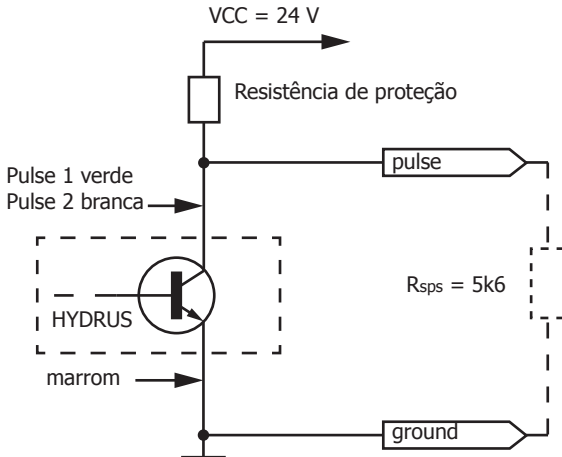 VCC = 24 V
Resistência de proteção
pulse
Pulse 1 verde
Pulse 2 branca
Rsps = 5k6
HYDRUS
marrom
ground